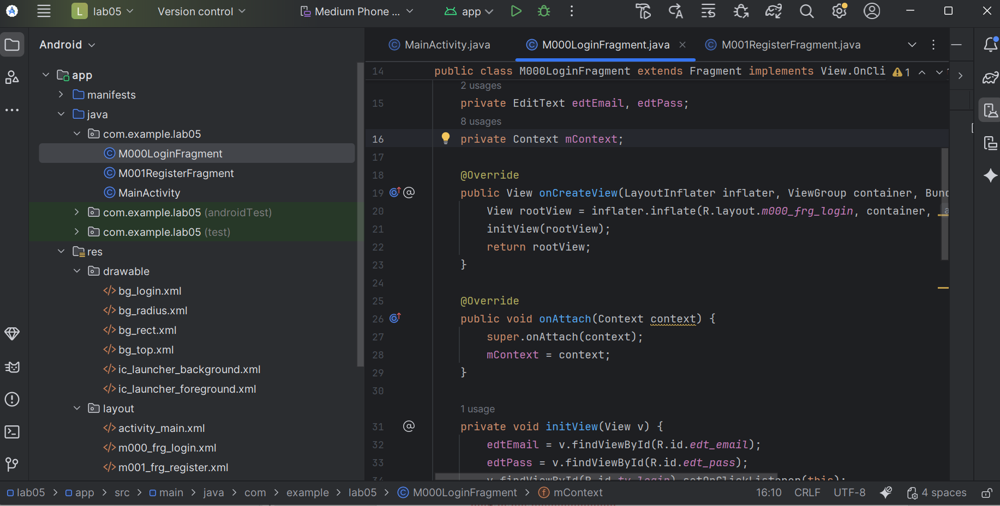 L lab05 Version control Medium Phone ... app
Android
app
manifests
java
com.example.lab05
M000LoginFragment
M001RegisterFragment
MainActivity
com.example.lab05 (androidTest)
com.example.lab05 (test)
res
drawable
bg_login.xml
bg_radius.xml
bg_rect.xml
bg_top.xml
ic_launcher_background.xml
ic_launcher_foreground.xml
layout
activity_main.xml
m000_frg_login.xml
m001_frg_register.xml
MainActivity.java M000LoginFragment.java M001RegisterFragment.java
14 public class M000LoginFragment extends Fragment implements View.OnCli 1
2 usages
15 private EditText edtEmail, edtPass;
8 usages
16 private Context mContext;
17
18 @Override
19 public View onCreateView(LayoutInflater inflater, ViewGroup container, Bun
20 View rootView = inflater.inflate(R.layout.m000_frg_login, container, a
21 initView(rootView);
22 return rootView;
23 }
24
25 @Override
26 public void onAttach(Context context) {
27 super.onAttach(context);
28 mContext = context;
29 }
30
1 usage
31 private void initView(View v) {
32 edtEmail = v.findViewById(R.id.edt_email);
33 edtPass = v.findViewById(R.id.edt_pass);
34 v.findViewById(R.id.tv_login).setOnClickListener(this);
lab05 > app > src > main > java > com > example > lab05 > M000LoginFragment > mContext 16:10 CRLF UTF-8 4 spaces